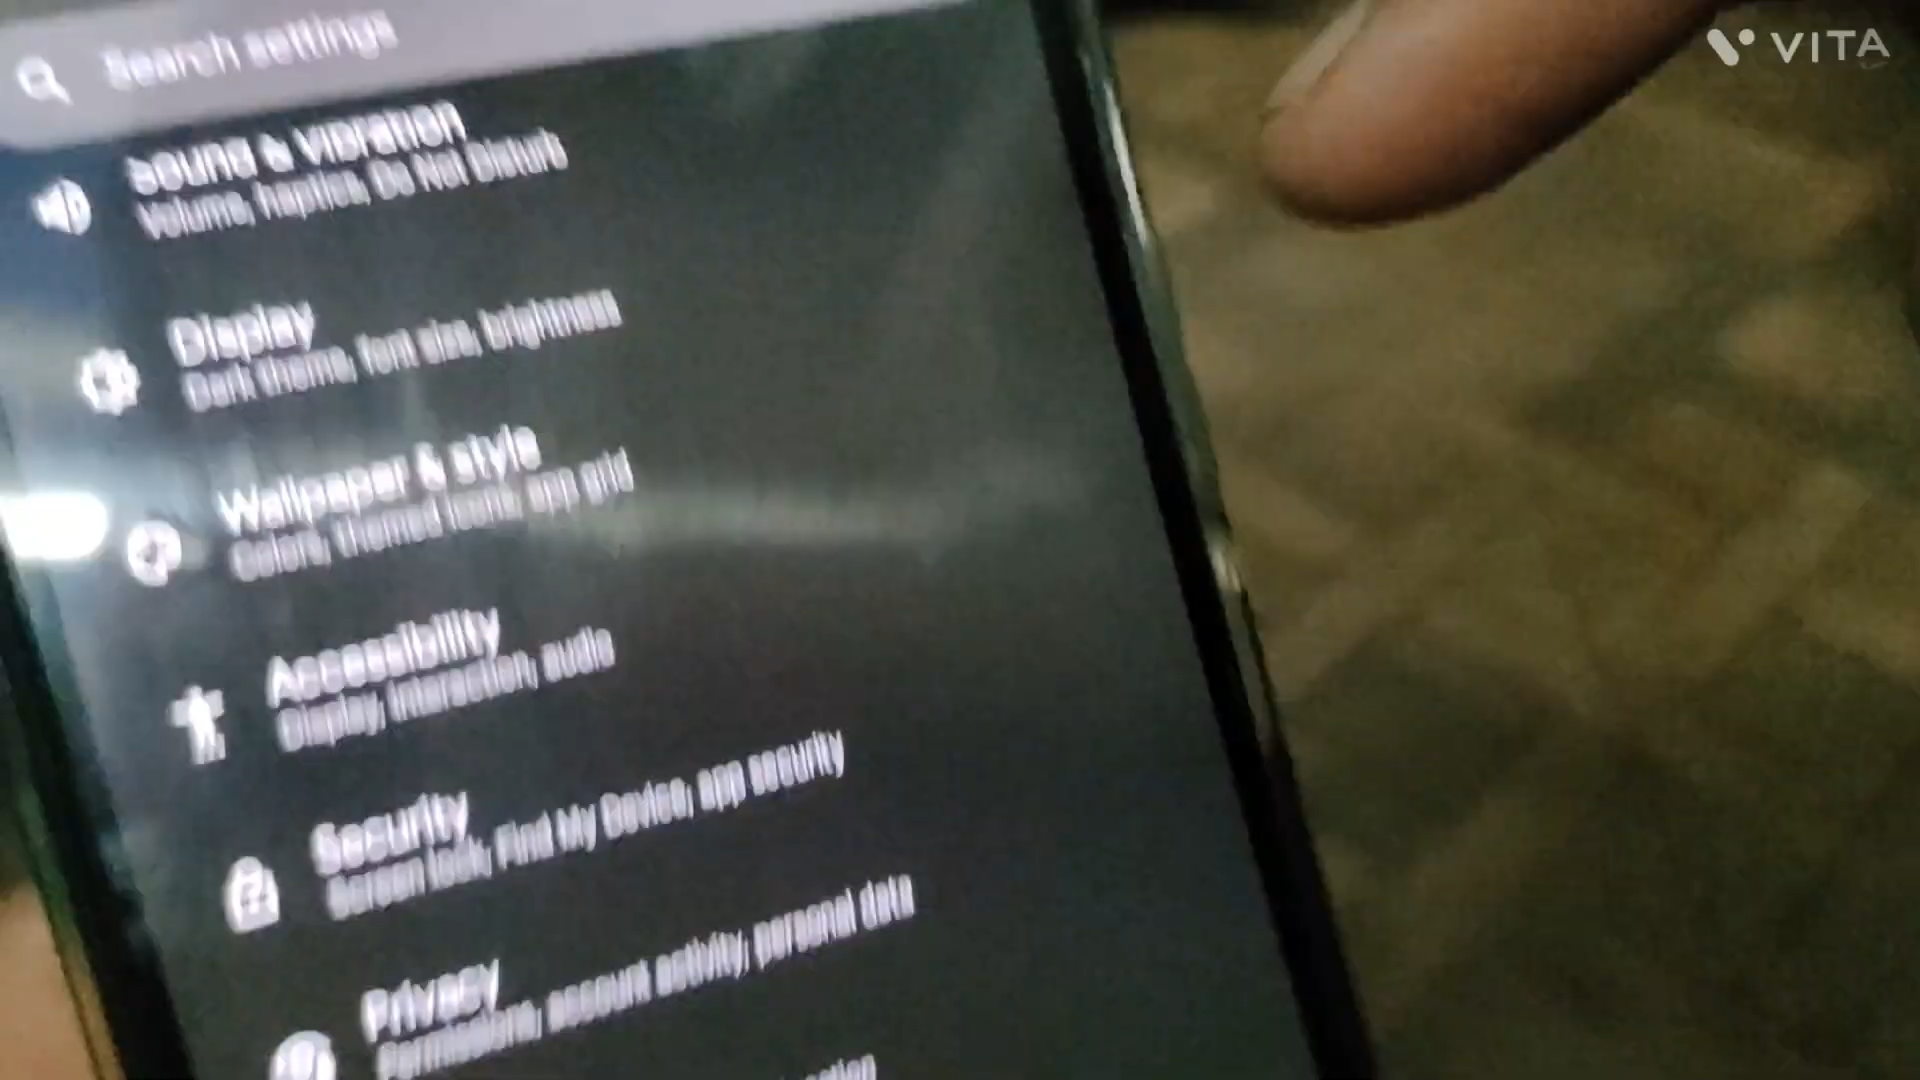 VITA
Search settings
Sound & vibration
Volume, haptics, Do Not Disturb
Display
Dark theme, font size, brightness
Wallpaper & style
Colors, themed icons, app grid
Accessibility
Display, interaction, audio
Security
Screen lock, Find My Device, app security
Privacy
Permissions, account activity, personal data